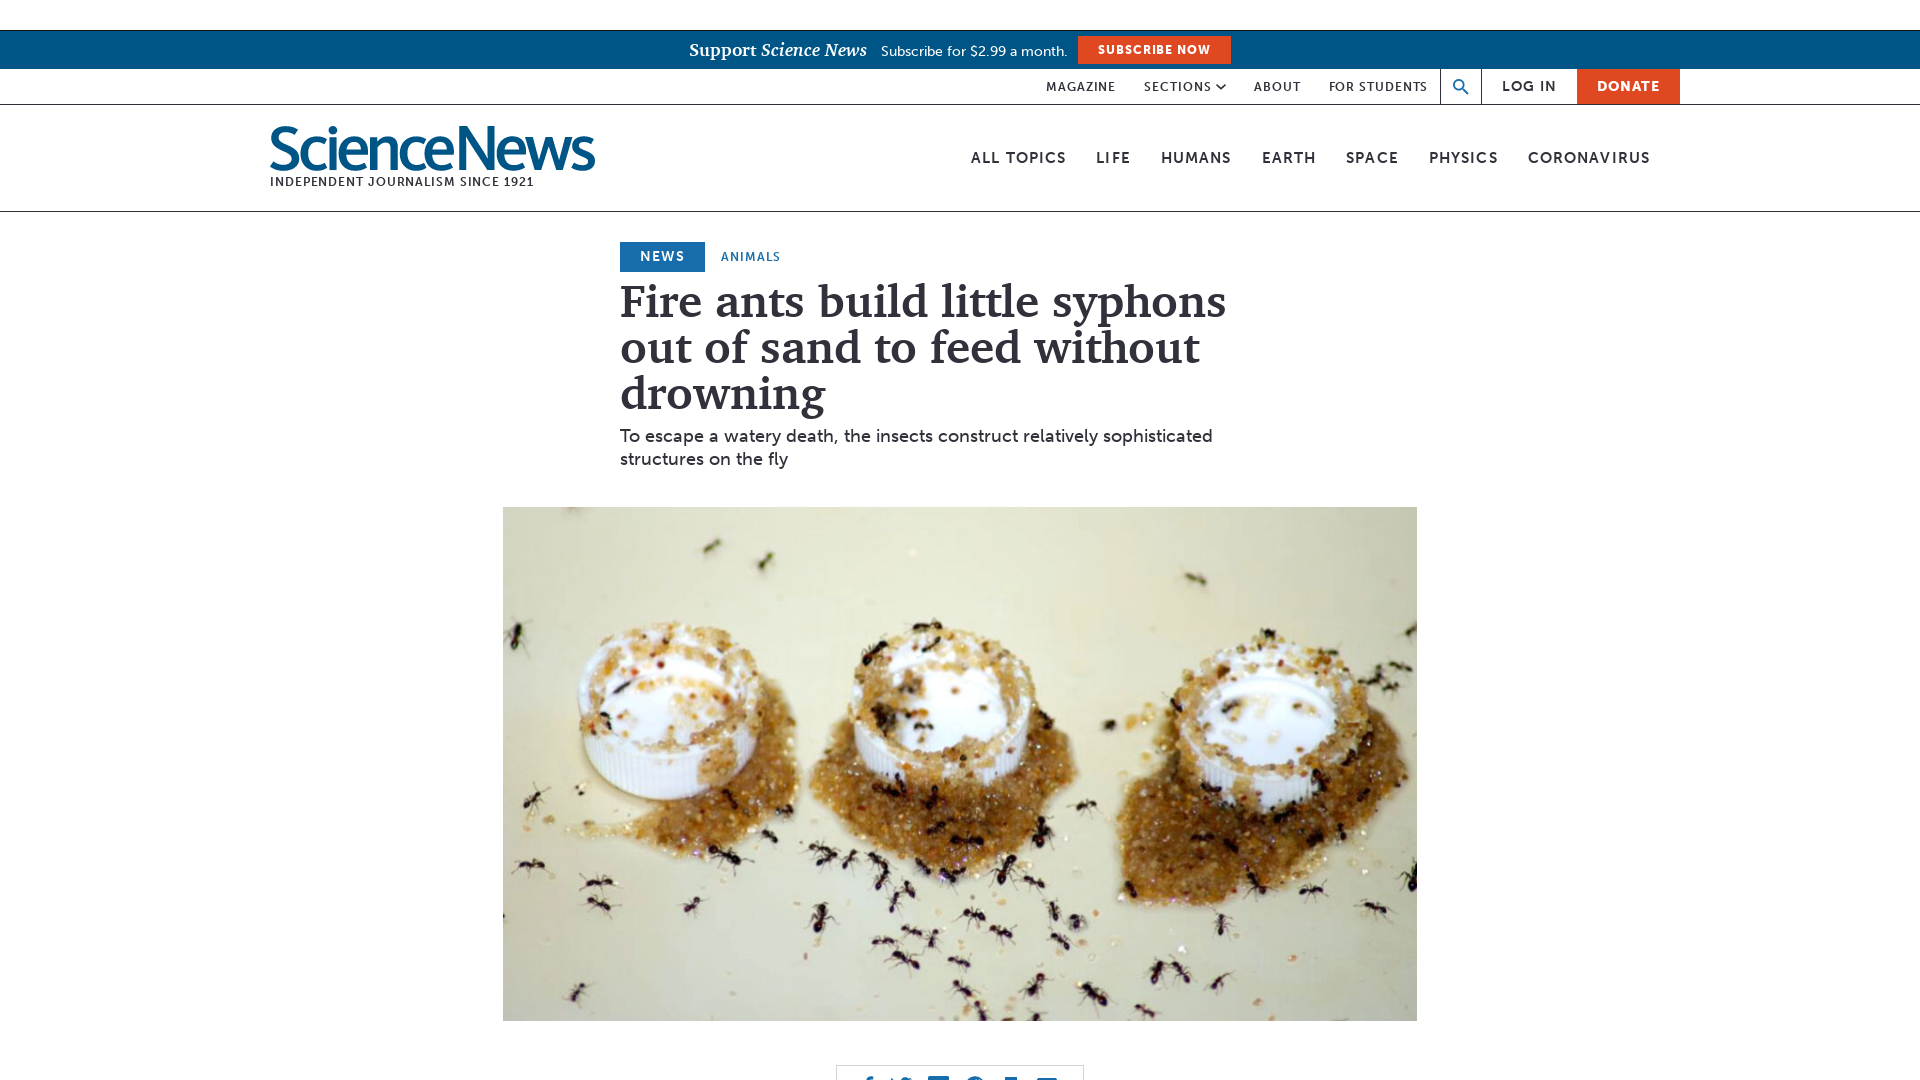 Support Science News Subscribe for $2.99 a month. SUBSCRIBE NOW
MAGAZINE SECTIONS ABOUT FOR STUDENTS LOG IN DONATE
ScienceNews
INDEPENDENT JOURNALISM SINCE 1921
ALL TOPICS LIFE HUMANS EARTH SPACE PHYSICS CORONAVIRUS
NEWS ANIMALS
Fire ants build little syphons
out of sand to feed without
drowning
To escape a watery death, the insects construct relatively sophisticated
structures on the fly